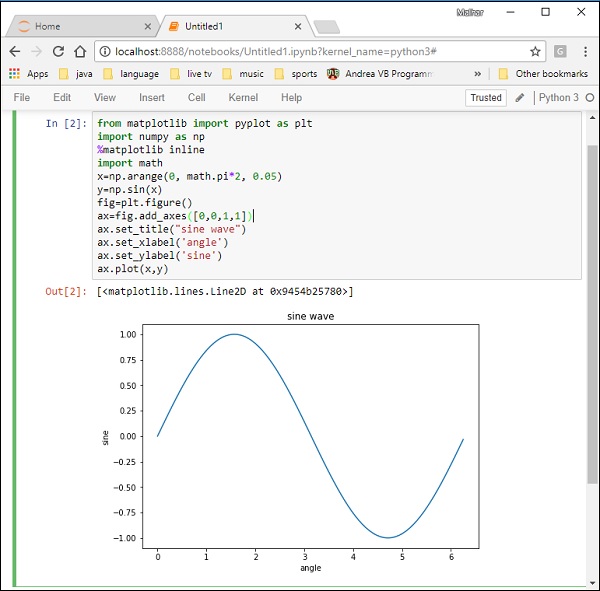 Malhar
Home
Untitled1
localhost:8888/notebooks/Untitled1.ipynb?kernel_name=python3#
G
Apps java language live tv music sports Andrea VB Programm » Other bookmarks
File Edit View Insert Cell Kernel Help Trusted Python 3
In [2]: from matplotlib import pyplot as plt
import numpy as np
%matplotlib inline
import math
x=np.arange(0, math.pi*2, 0.05)
y=np.sin(x)
fig=plt.figure()
ax=fig.add_axes([0,0,1,1])
ax.set_title("sine wave")
ax.set_xlabel('angle')
ax.set_ylabel('sine')
ax.plot(x,y)
Out[2]: [<matplotlib.lines.Line2D at 0x9454b25780>]
sine wave
1.00
0.75
0.50
0.25
0.00
−0.25
−0.50
−0.75
−1.00
sine
0 1 2 3 4 5 6
angle